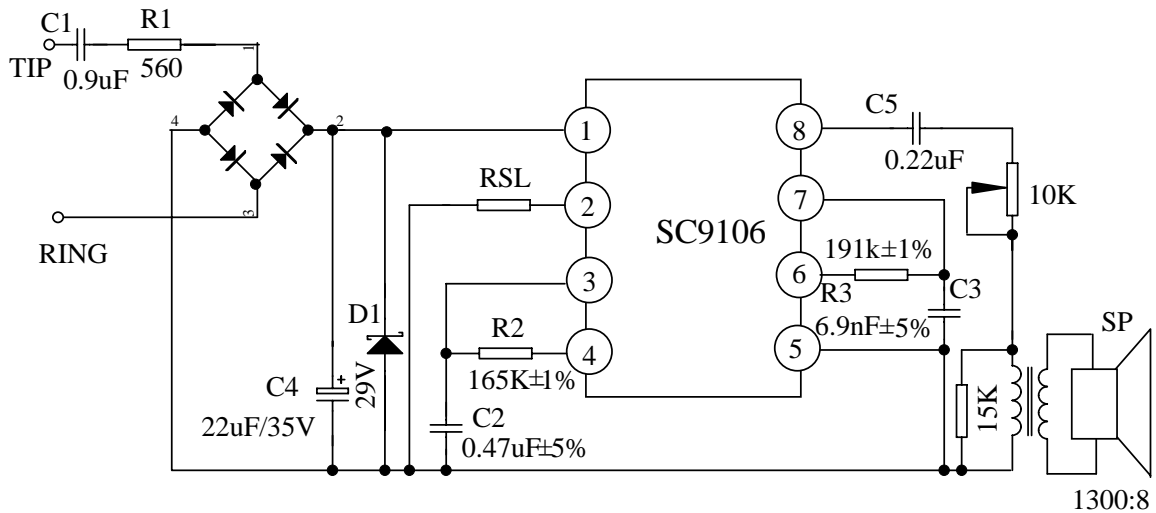 C1
R1
TIP
0.9uF
560
1
4
2
3
RING
C4
22uF/35V
D1
29V
RSL
R2
165K±1%
C2
0.47uF±5%
1
2
3
4
SC9106
8
7
6
5
C5
0.22uF
10K
191k±1%
R3
C3
6.9nF±5%
15K
SP
1300:8
+